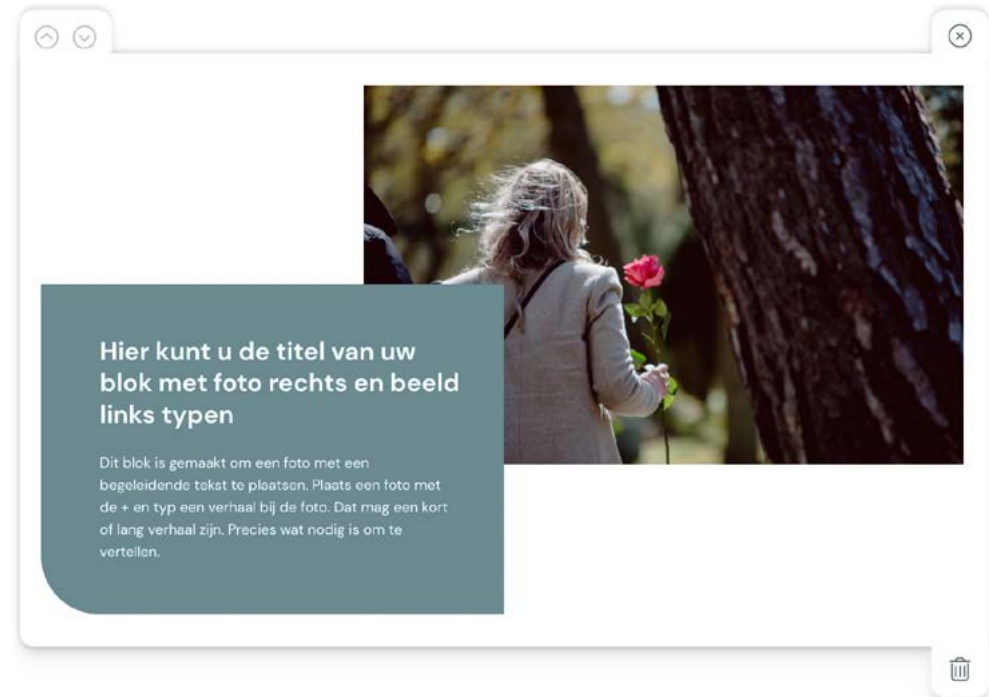 Hier kunt u de titel van uw
blok met foto rechts en beeld
links typen
Dit blok is gemaakt om een foto met een
begeleidende tekst te plaatsen. Plaats een foto met
de + en typ een verhaal bij de foto. Dat mag een kort
of lang verhaal zijn. Precies wat nodig is om te
vertellen.